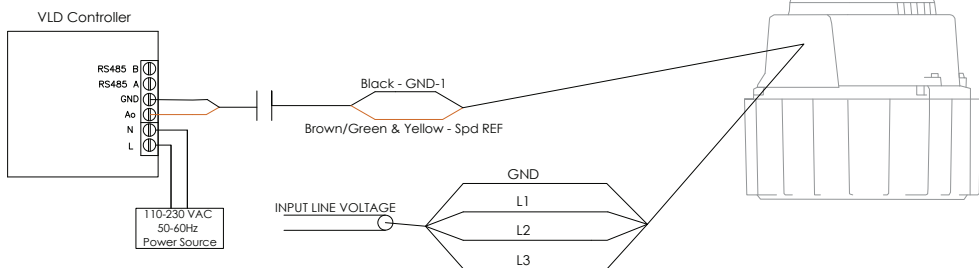 VLD Controller
RS485 B
RS485 A
GND
Ao
N
L
Black - GND-1
Brown/Green & Yellow - Spd REF
110-230 VAC
50-60Hz
Power Source
INPUT LINE VOLTAGE
GND
L1
L2
L3